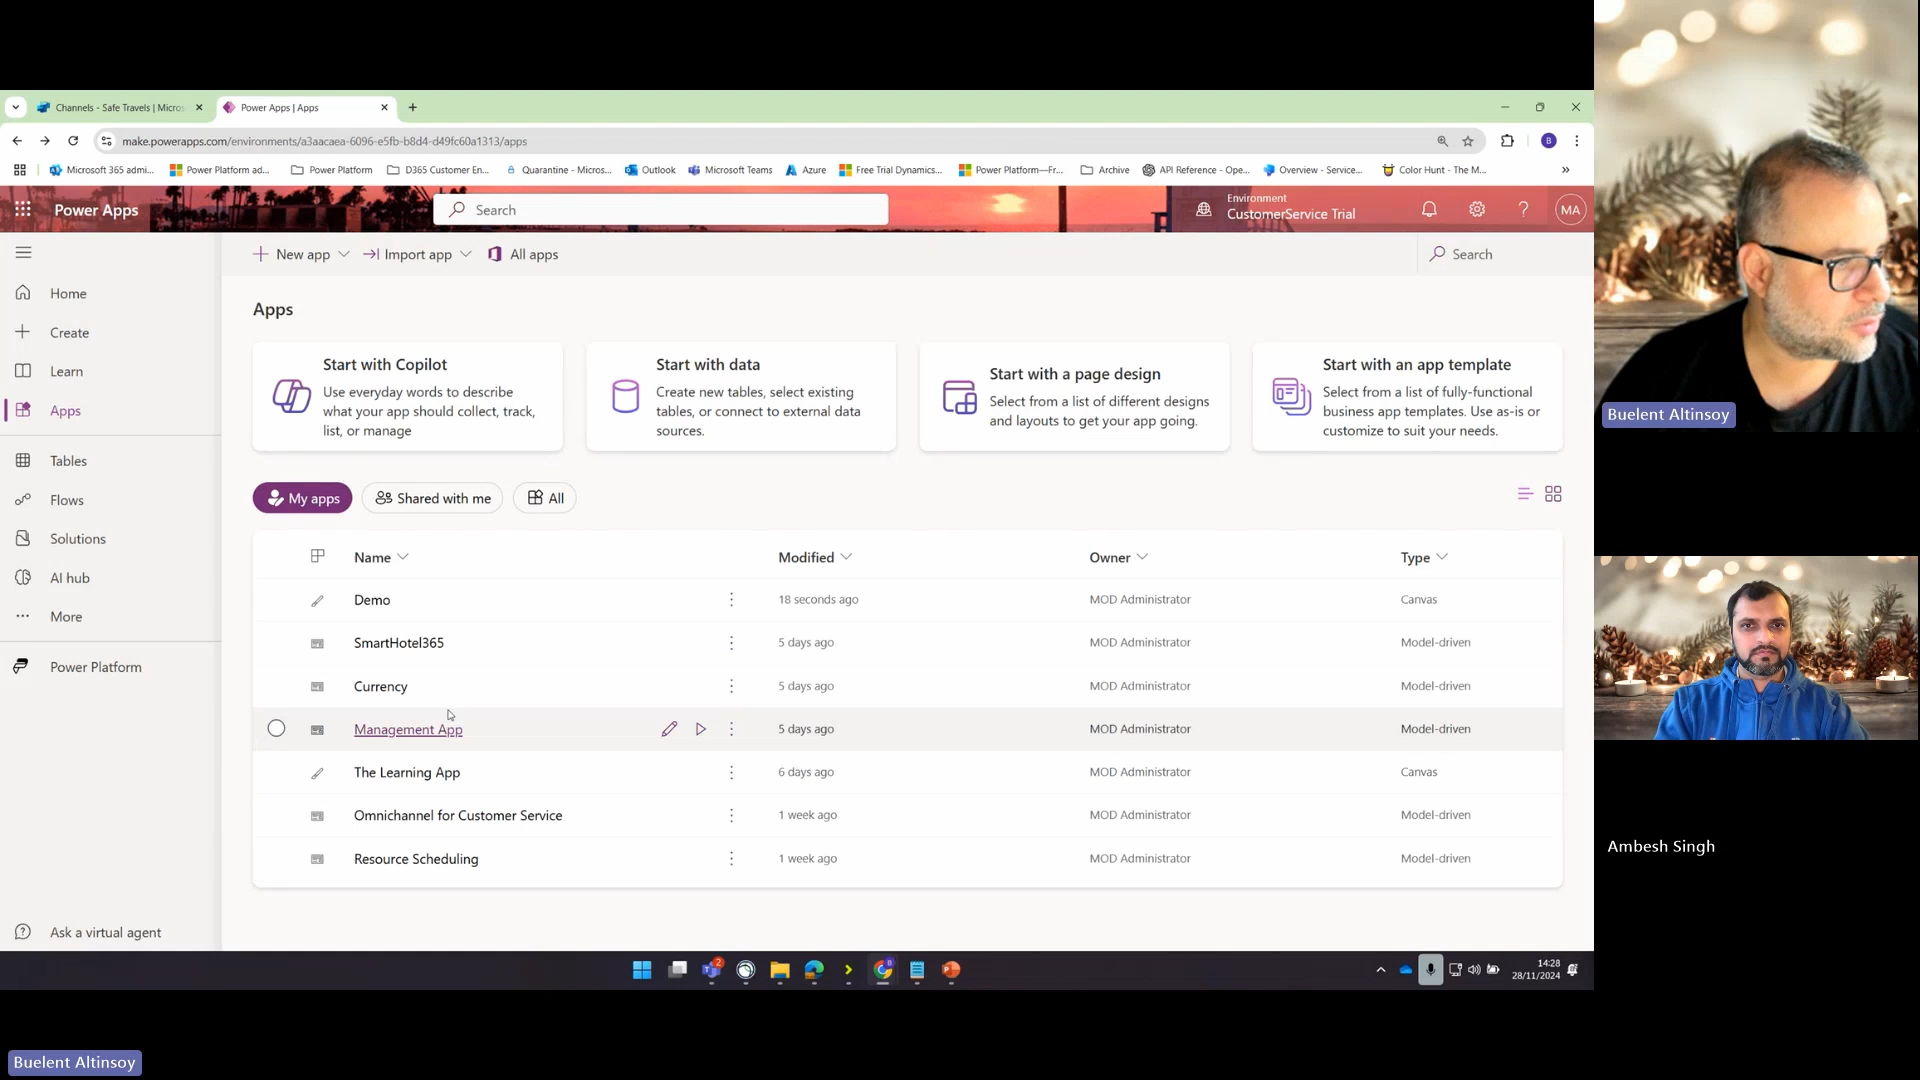 Channels - Safe Travels | Micros
Power Apps | Apps
make.powerapps.com/environments/a3aacaea-6096-e5fb-b8d4-d49fc60a1313/apps
Microsoft 365 admi...
Power Platform ad...
Power Platform
D365 Customer En...
Quarantine - Micros...
Outlook
Microsoft Teams
Azure
Free Trial Dynamics...
Power Platform—Fr...
Archive
API Reference - Ope...
Overview - Service...
Color Hunt - The M...
Power Apps
Search
Environment
CustomerService Trial
MA
New app
Import app
All apps
Search
Home
Create
Learn
Apps
Tables
Flows
Solutions
AI hub
More
Power Platform
Ask a virtual agent
Apps
Start with Copilot
Use everyday words to describe
what your app should collect, track,
list, or manage
Start with data
Create new tables, select existing
tables, or connect to external data
sources.
Start with a page design
Select from a list of different designs
and layouts to get your app going.
Start with an app template
Select from a list of fully-functional
business app templates. Use as-is or
customize to suit your needs.
My apps
Shared with me
All
Name Modified Owner Type
Demo 18 seconds ago MOD Administrator Canvas
SmartHotel365 5 days ago MOD Administrator Model-driven
Currency 5 days ago MOD Administrator Model-driven
Management App 5 days ago MOD Administrator Model-driven
The Learning App 6 days ago MOD Administrator Canvas
Omnichannel for Customer Service 1 week ago MOD Administrator Model-driven
Resource Scheduling 1 week ago MOD Administrator Model-driven
14:28
28/11/2024
Buelent Altinsoy
Ambesh Singh
Buelent Altinsoy